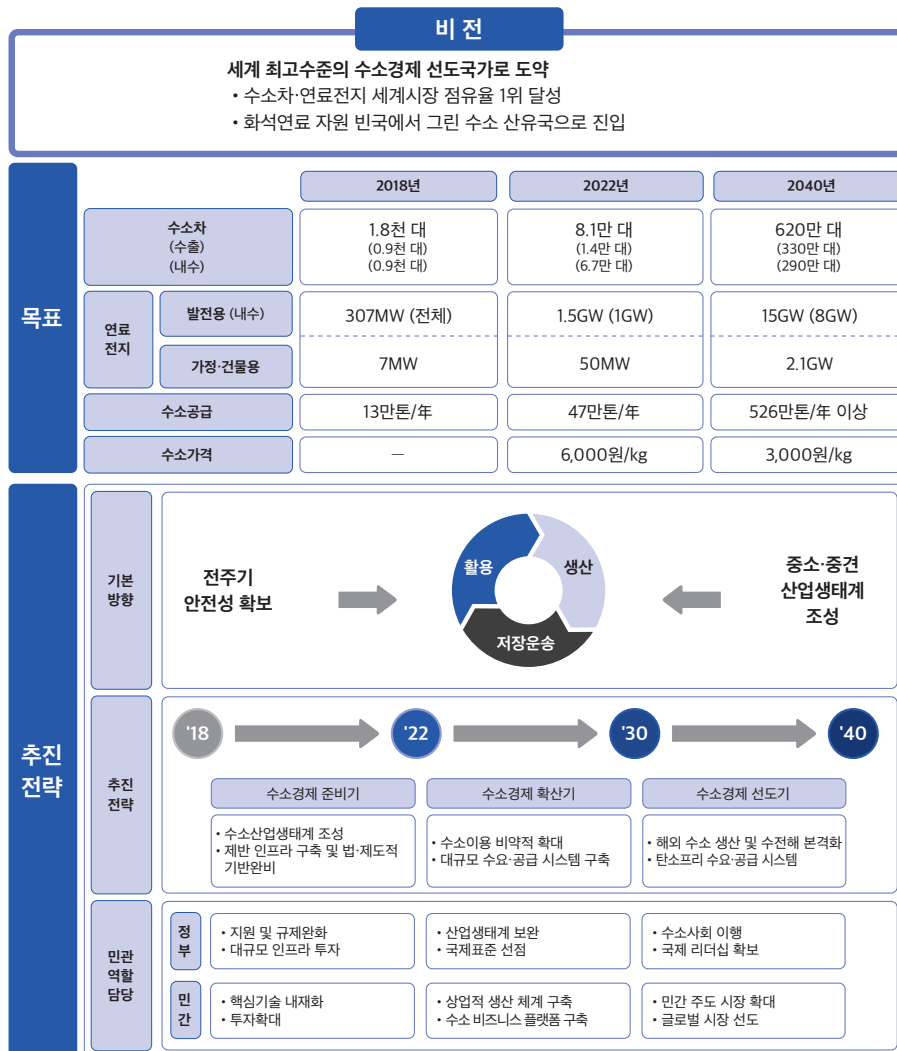 비 전
세계 최고수준의 수소경제 선도국가로 도약
• 수소차·연료전지 세계시장 점유율 1위 달성
• 화석연료 자원 빈국에서 그린 수소 산유국으로 진입
목표
2018년
2022년
2040년
수소차
(수출)
(내수)
1.8천 대
(0.9천 대)
(0.9천 대)
8.1만 대
(1.4만 대)
(6.7만 대)
620만 대
(330만 대)
(290만 대)
연료
전지
발전용 (내수)
307MW (전체)
1.5GW (1GW)
15GW (8GW)
가정·건물용
7MW
50MW
2.1GW
수소공급
13만톤/年
47만톤/年
526만톤/年 이상
수소가격
–
6,000원/kg
3,000원/kg
추진
전략
기본
방향
전주기
안전성 확보
활용
생산
저장운송
중소·중견
산업생태계
조성
추진
전략
'18
'22
'30
'40
수소경제 준비기
수소경제 확산기
수소경제 선도기
• 수소산업생태계 조성
• 제반 인프라 구축 및 법·제도적
기반완비
• 수소이용 비약적 확대
• 대규모 수요·공급 시스템 구축
• 해외 수소 생산 및 수전해 본격화
• 탄소프리 수요·공급 시스템
민관
역할
담당
정
부
• 지원 및 규제완화
• 대규모 인프라 투자
• 산업생태계 보완
• 국제표준 선점
• 수소사회 이행
• 국제 리더십 확보
민
간
• 핵심기술 내재화
• 투자확대
• 상업적 생산 체계 구축
• 수소 비즈니스 플랫폼 구축
• 민간 주도 시장 확대
• 글로벌 시장 선도